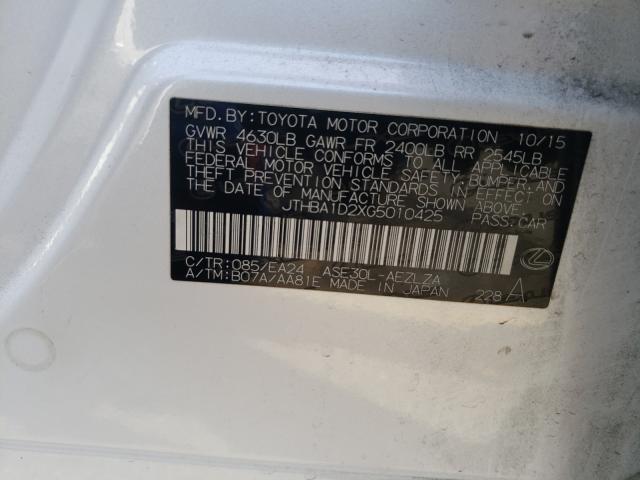 MFD.BY:TOYOTA MOTOR CORPORATION 10/15
GVWR 4630LB GAWR FR 2400LB RR 2545LB
THIS VEHICLE CONFORMS TO ALL APPLICABLE
FEDERAL MOTOR VEHICLE SAFETY,BUMPER,AND
THEFT PREVENTION STANDARDS IN EFFECT ON
THE DATE OF MANUFACTURE SHOWN ABOVE.
JTHBA1D2XG5010425 PASS.CAR
C/TR:085/EA24 ASE30L-AEZLZA
A/TM:B07A/AA81E MADE IN JAPAN 228 A